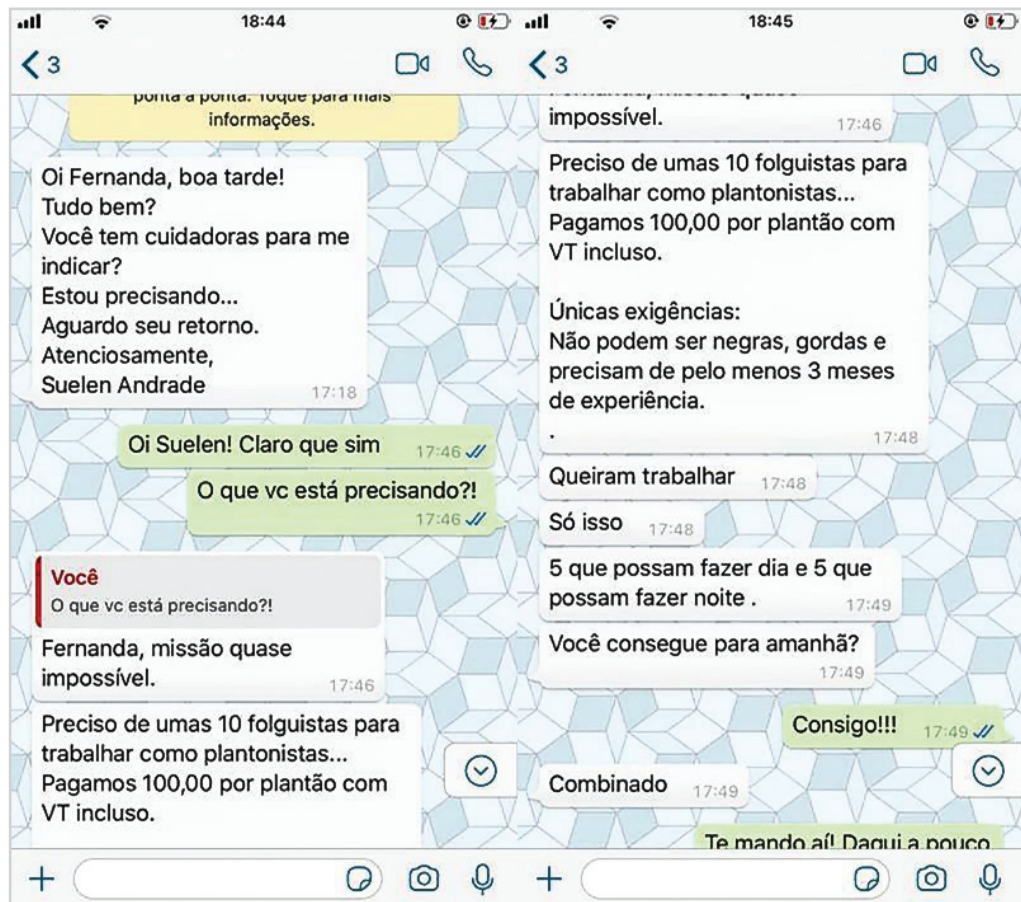 18:44
3
ponta a ponta. Toque para mais
informações.
Oi Fernanda, boa tarde!
Tudo bem?
Você tem cuidadoras para me
indicar?
Estou precisando...
Aguardo seu retorno.
Atenciosamente,
Suelen Andrade
17:18
Oi Suelen! Claro que sim
17:46
O que vc está precisando?!
17:46
Você
O que vc está precisando?!
Fernanda, missão quase
impossível.
17:46
Preciso de umas 10 folguistas para
trabalhar como plantonistas...
Pagamos 100,00 por plantão com
VT incluso.
18:45
3
Fernanda, missão quase
impossível.
17:46
Preciso de umas 10 folguistas para
trabalhar como plantonistas...
Pagamos 100,00 por plantão com
VT incluso.
Únicas exigências:
Não podem ser negras, gordas e
precisam de pelo menos 3 meses
de experiência.
.
17:48
Queiram trabalhar
17:48
Só isso
17:48
5 que possam fazer dia e 5 que
possam fazer noite .
17:49
Você consegue para amanhã?
17:49
Consigo!!!
17:49
Combinado
17:49
Te mando aí! Daqui a pouco